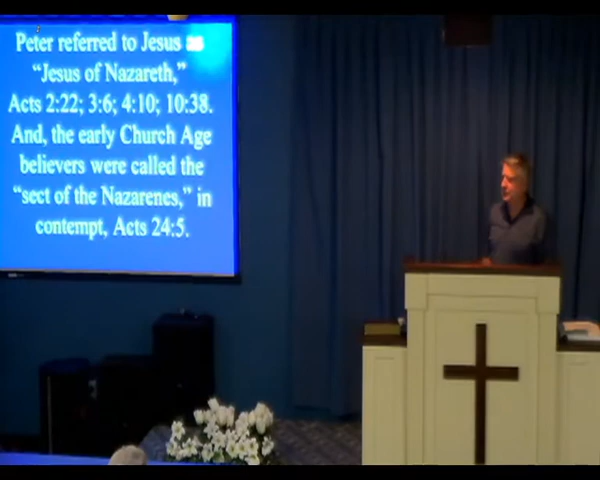 Peter referred to Jesus as
“Jesus of Nazareth,”
Acts 2:22; 3:6; 4:10; 10:38.
And, the early Church Age
believers were called the
“sect of the Nazarenes,” in
contempt, Acts 24:5.